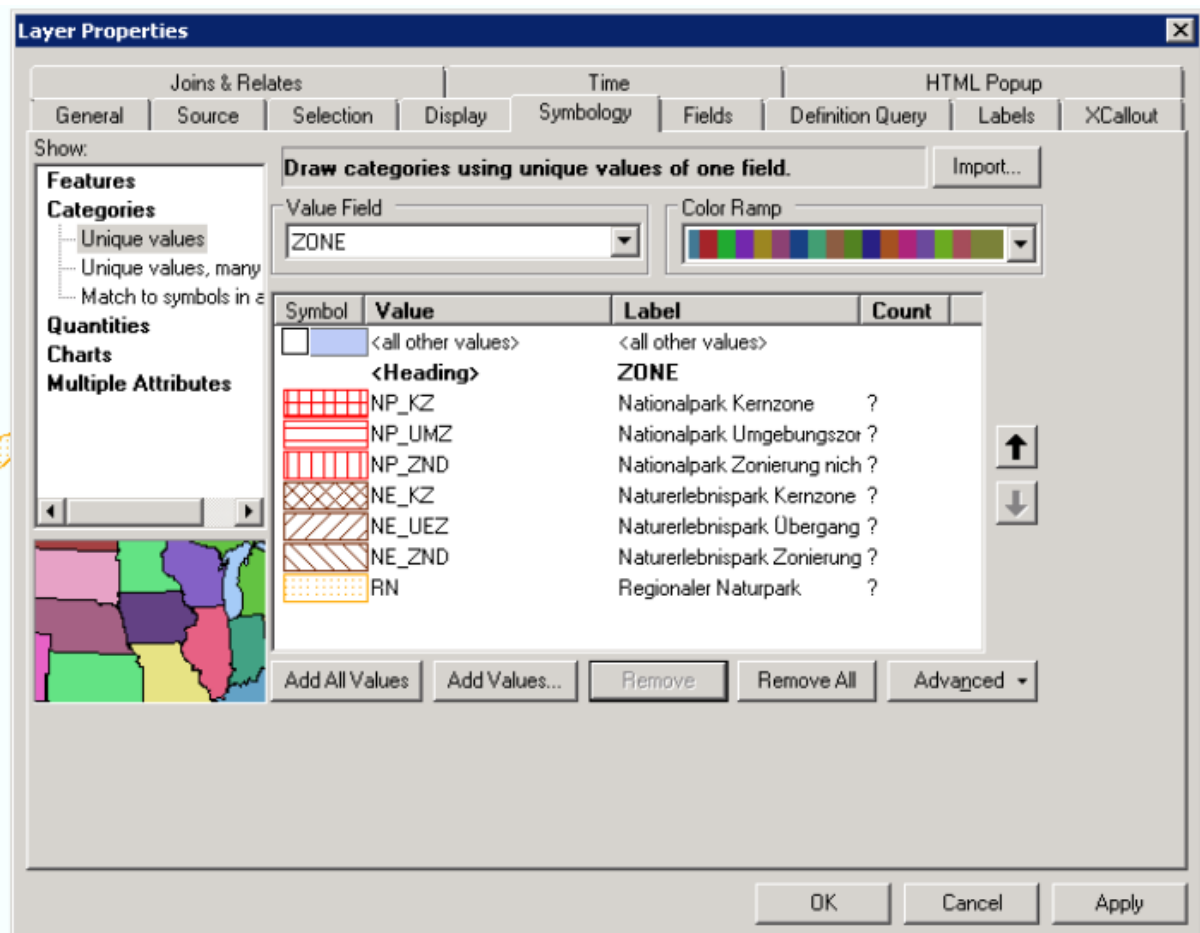 Layer Properties
Joins & Relates Time HTML Popup
General Source Selection Display Symbology Fields Definition Query Labels XCallout
Show:
Features
Categories
Unique values
Unique values, many
Match to symbols in a
Quantities
Charts
Multiple Attributes
Draw categories using unique values of one field.
Import...
Value Field
ZONE
Color Ramp
Symbol Value Label Count
<all other values> <all other values>
<Heading> ZONE
NP_KZ Nationalpark Kernzone ?
NP_UMZ Nationalpark Umgebungszor ?
NP_ZND Nationalpark Zonierung nich ?
NE_KZ Naturerlebnispark Kernzone ?
NE_UEZ Naturerlebnispark Übergang ?
NE_ZND Naturerlebnispark Zonierung ?
RN Regionaler Naturpark ?
Add All Values Add Values... Remove Remove All Advanced
OK Cancel Apply